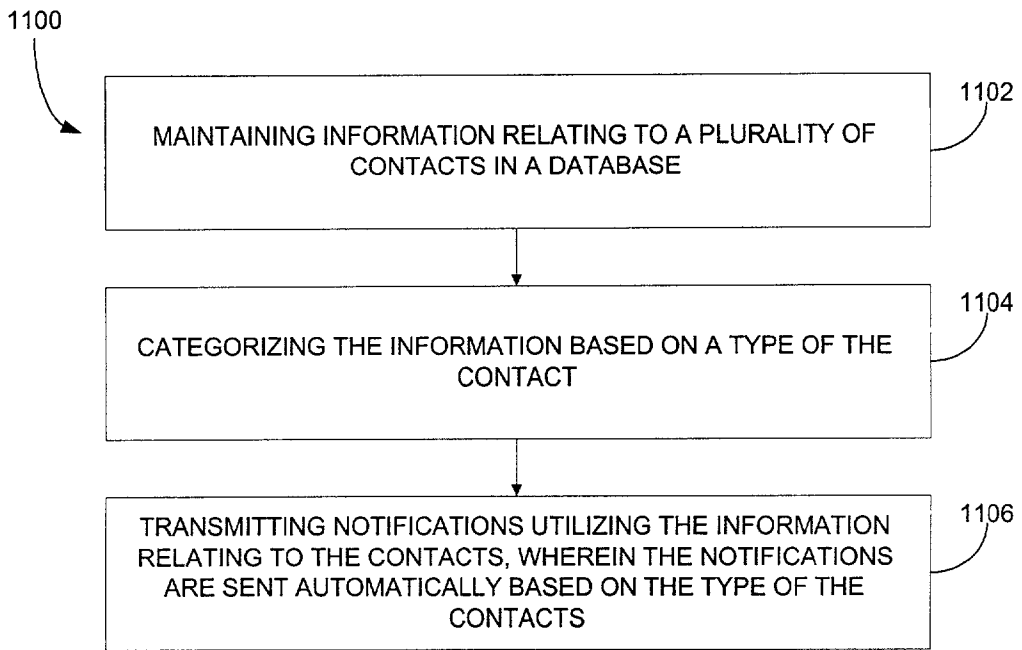 1100
1102
MAINTAINING INFORMATION RELATING TO A PLURALITY OF
CONTACTS IN A DATABASE
1104
CATEGORIZING THE INFORMATION BASED ON A TYPE OF THE
CONTACT
1106
TRANSMITTING NOTIFICATIONS UTILIZING THE INFORMATION
RELATING TO THE CONTACTS, WHEREIN THE NOTIFICATIONS
ARE SENT AUTOMATICALLY BASED ON THE TYPE OF THE
CONTACTS